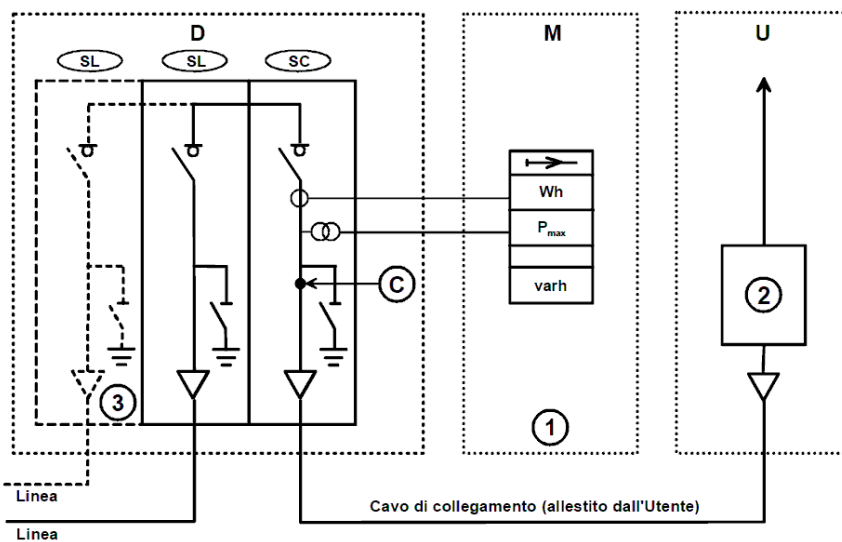 D
M
U
SL
SL
SC
Wh
Pmax
varh
C
2
3
1
Linea
Cavo di collegamento (allestito dall'Utente)
Linea